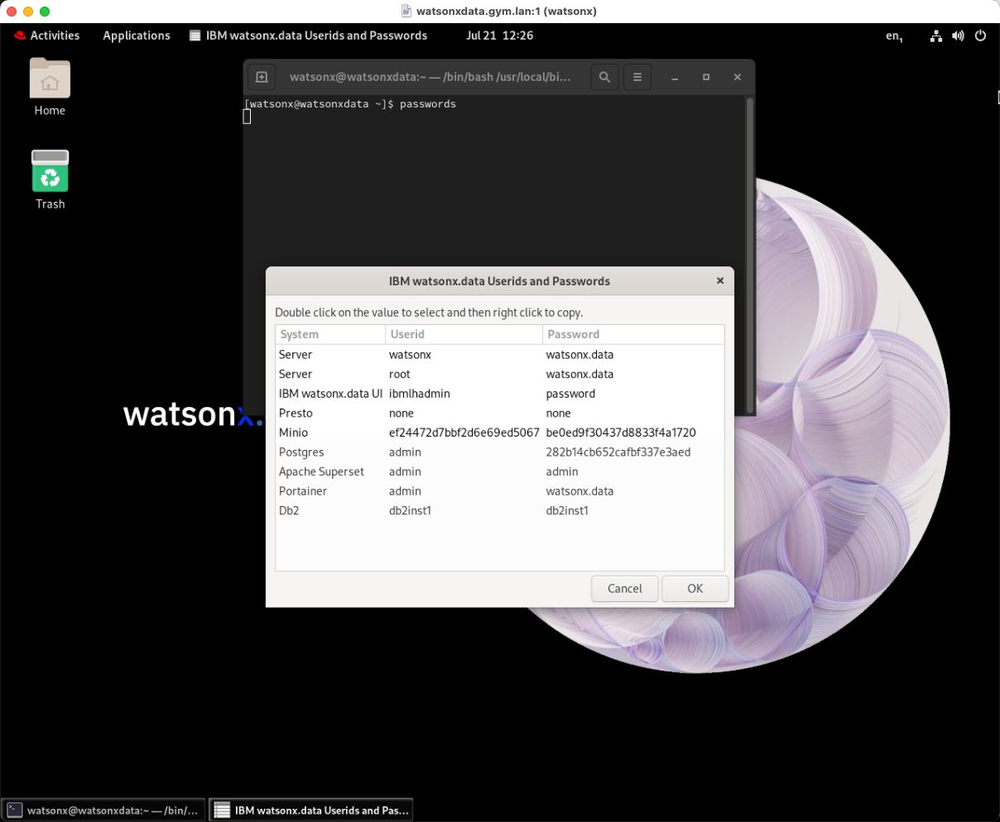 watsonxdata.gym.lan:1 (watsonx)
Activities Applications IBM watsonx.data Userids and Passwords Jul 21 12:26 en1
Home
Trash
watsonx@watsonxdata:~ — /bin/bash /usr/local/bi...
[watsonx@watsonxdata ~]$ passwords
watsonx.
IBM watsonx.data Userids and Passwords
Double click on the value to select and then right click to copy.
System Userid Password
Server watsonx watsonx.data
Server root watsonx.data
IBM watsonx.data UI ibmlhadmin password
Presto none none
Minio ef24472d7bbf2d6e69ed5067 be0ed9f30437d8833f4a1720
Postgres admin 282b14cb652cafbf337e3aed
Apache Superset admin admin
Portainer admin watsonx.data
Db2 db2inst1 db2inst1
Cancel OK
watsonx@watsonxdata:~ — /bin/... IBM watsonx.data Userids and Pas...